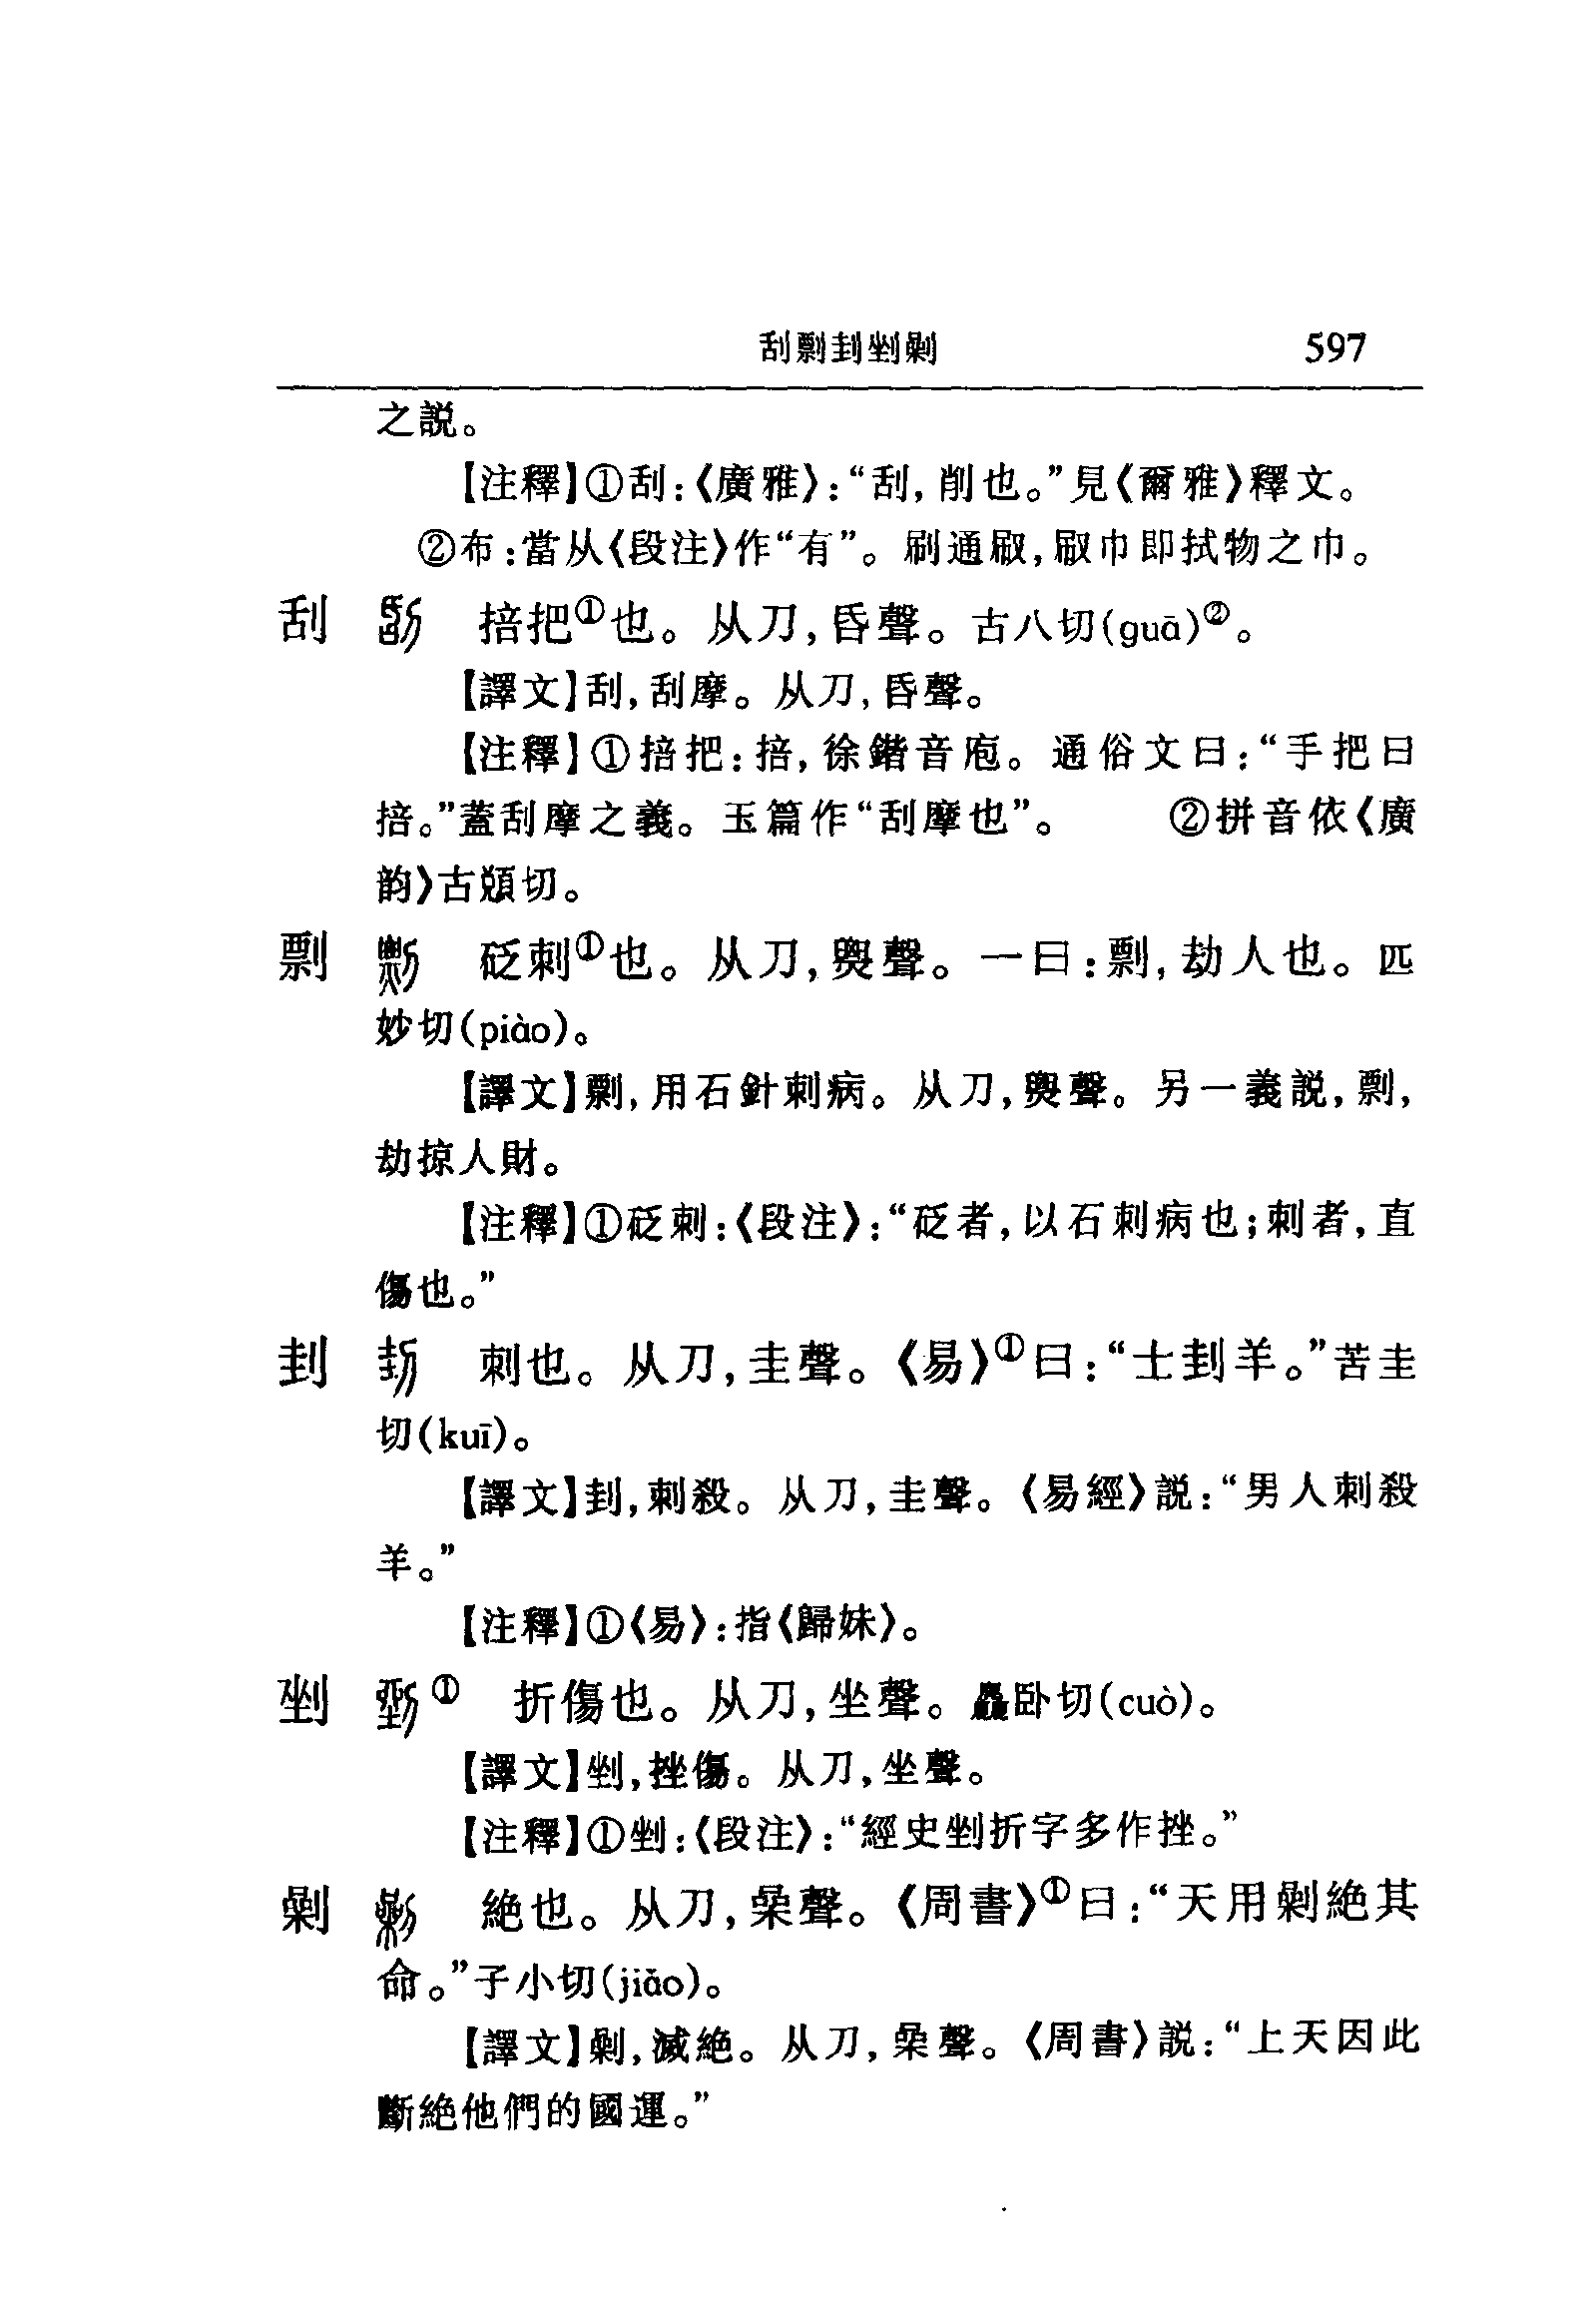 刮剽刲剉劋 597
之説。
【注釋】①刮：《廣雅》：“刮，削也。”見《爾雅》釋文。
②布：當从《段注》作“有”。刷通㕞，㕞巾即拭物之巾。
刮 掊把①也。从刀，昏聲。古八切(guā)②。
【譯文】刮，刮摩。从刀，昏聲。
【注釋】①掊把：掊，徐鍇音庖。通俗文曰：“手把曰
掊。”蓋刮摩之義。玉篇作“刮摩也”。 ②拼音依《廣
韵》古頒切。
剽 砭刺①也。从刀，㶾聲。一曰：剽，劫人也。匹
妙切(piào)。
【譯文】剽，用石針刺病。从刀，㶾聲。另一義説，剽，
劫掠人財。
【注釋】①砭刺：《段注》：“砭者，以石刺病也；刺者，直
傷也。”
刲 刺也。从刀，圭聲。《易》①曰：“士刲羊。”苦圭
切(kuī)。
【譯文】刲，刺殺。从刀，圭聲。《易經》説：“男人刺殺
羊。”
【注釋】①《易》：指《歸妹》。
剉 ① 折傷也。从刀，坐聲。麤卧切(cuò)。
【譯文】剉，挫傷。从刀，坐聲。
【注釋】①剉：《段注》：“經史剉折字多作挫。”
劋 絶也。从刀，喿聲。《周書》①曰：“天用劋絶其
命。”子小切(jiǎo)。
【譯文】劋，滅絶。从刀，喿聲。《周書》説：“上天因此
斷絶他們的國運。”